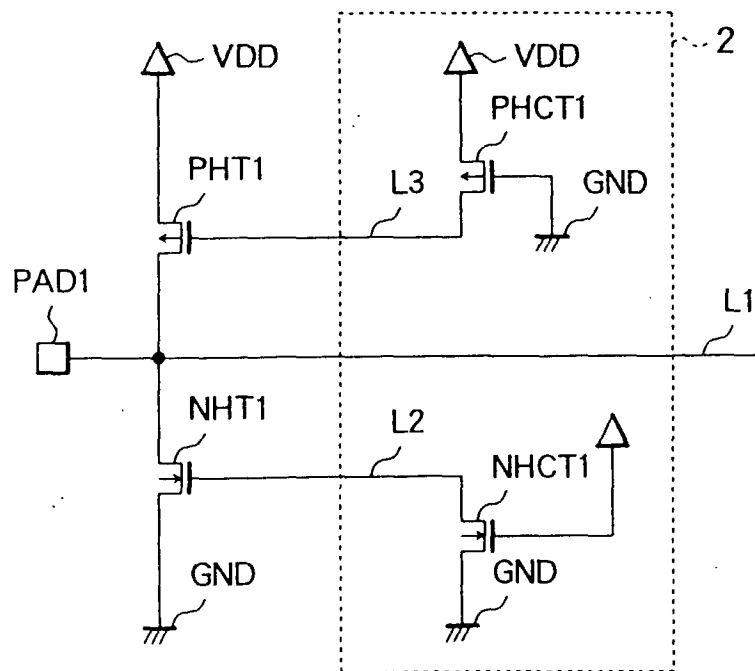 VDD
VDD
2
PHCT1
PHT1
L3
GND
PAD1
L1
NHT1
L2
NHCT1
GND
GND